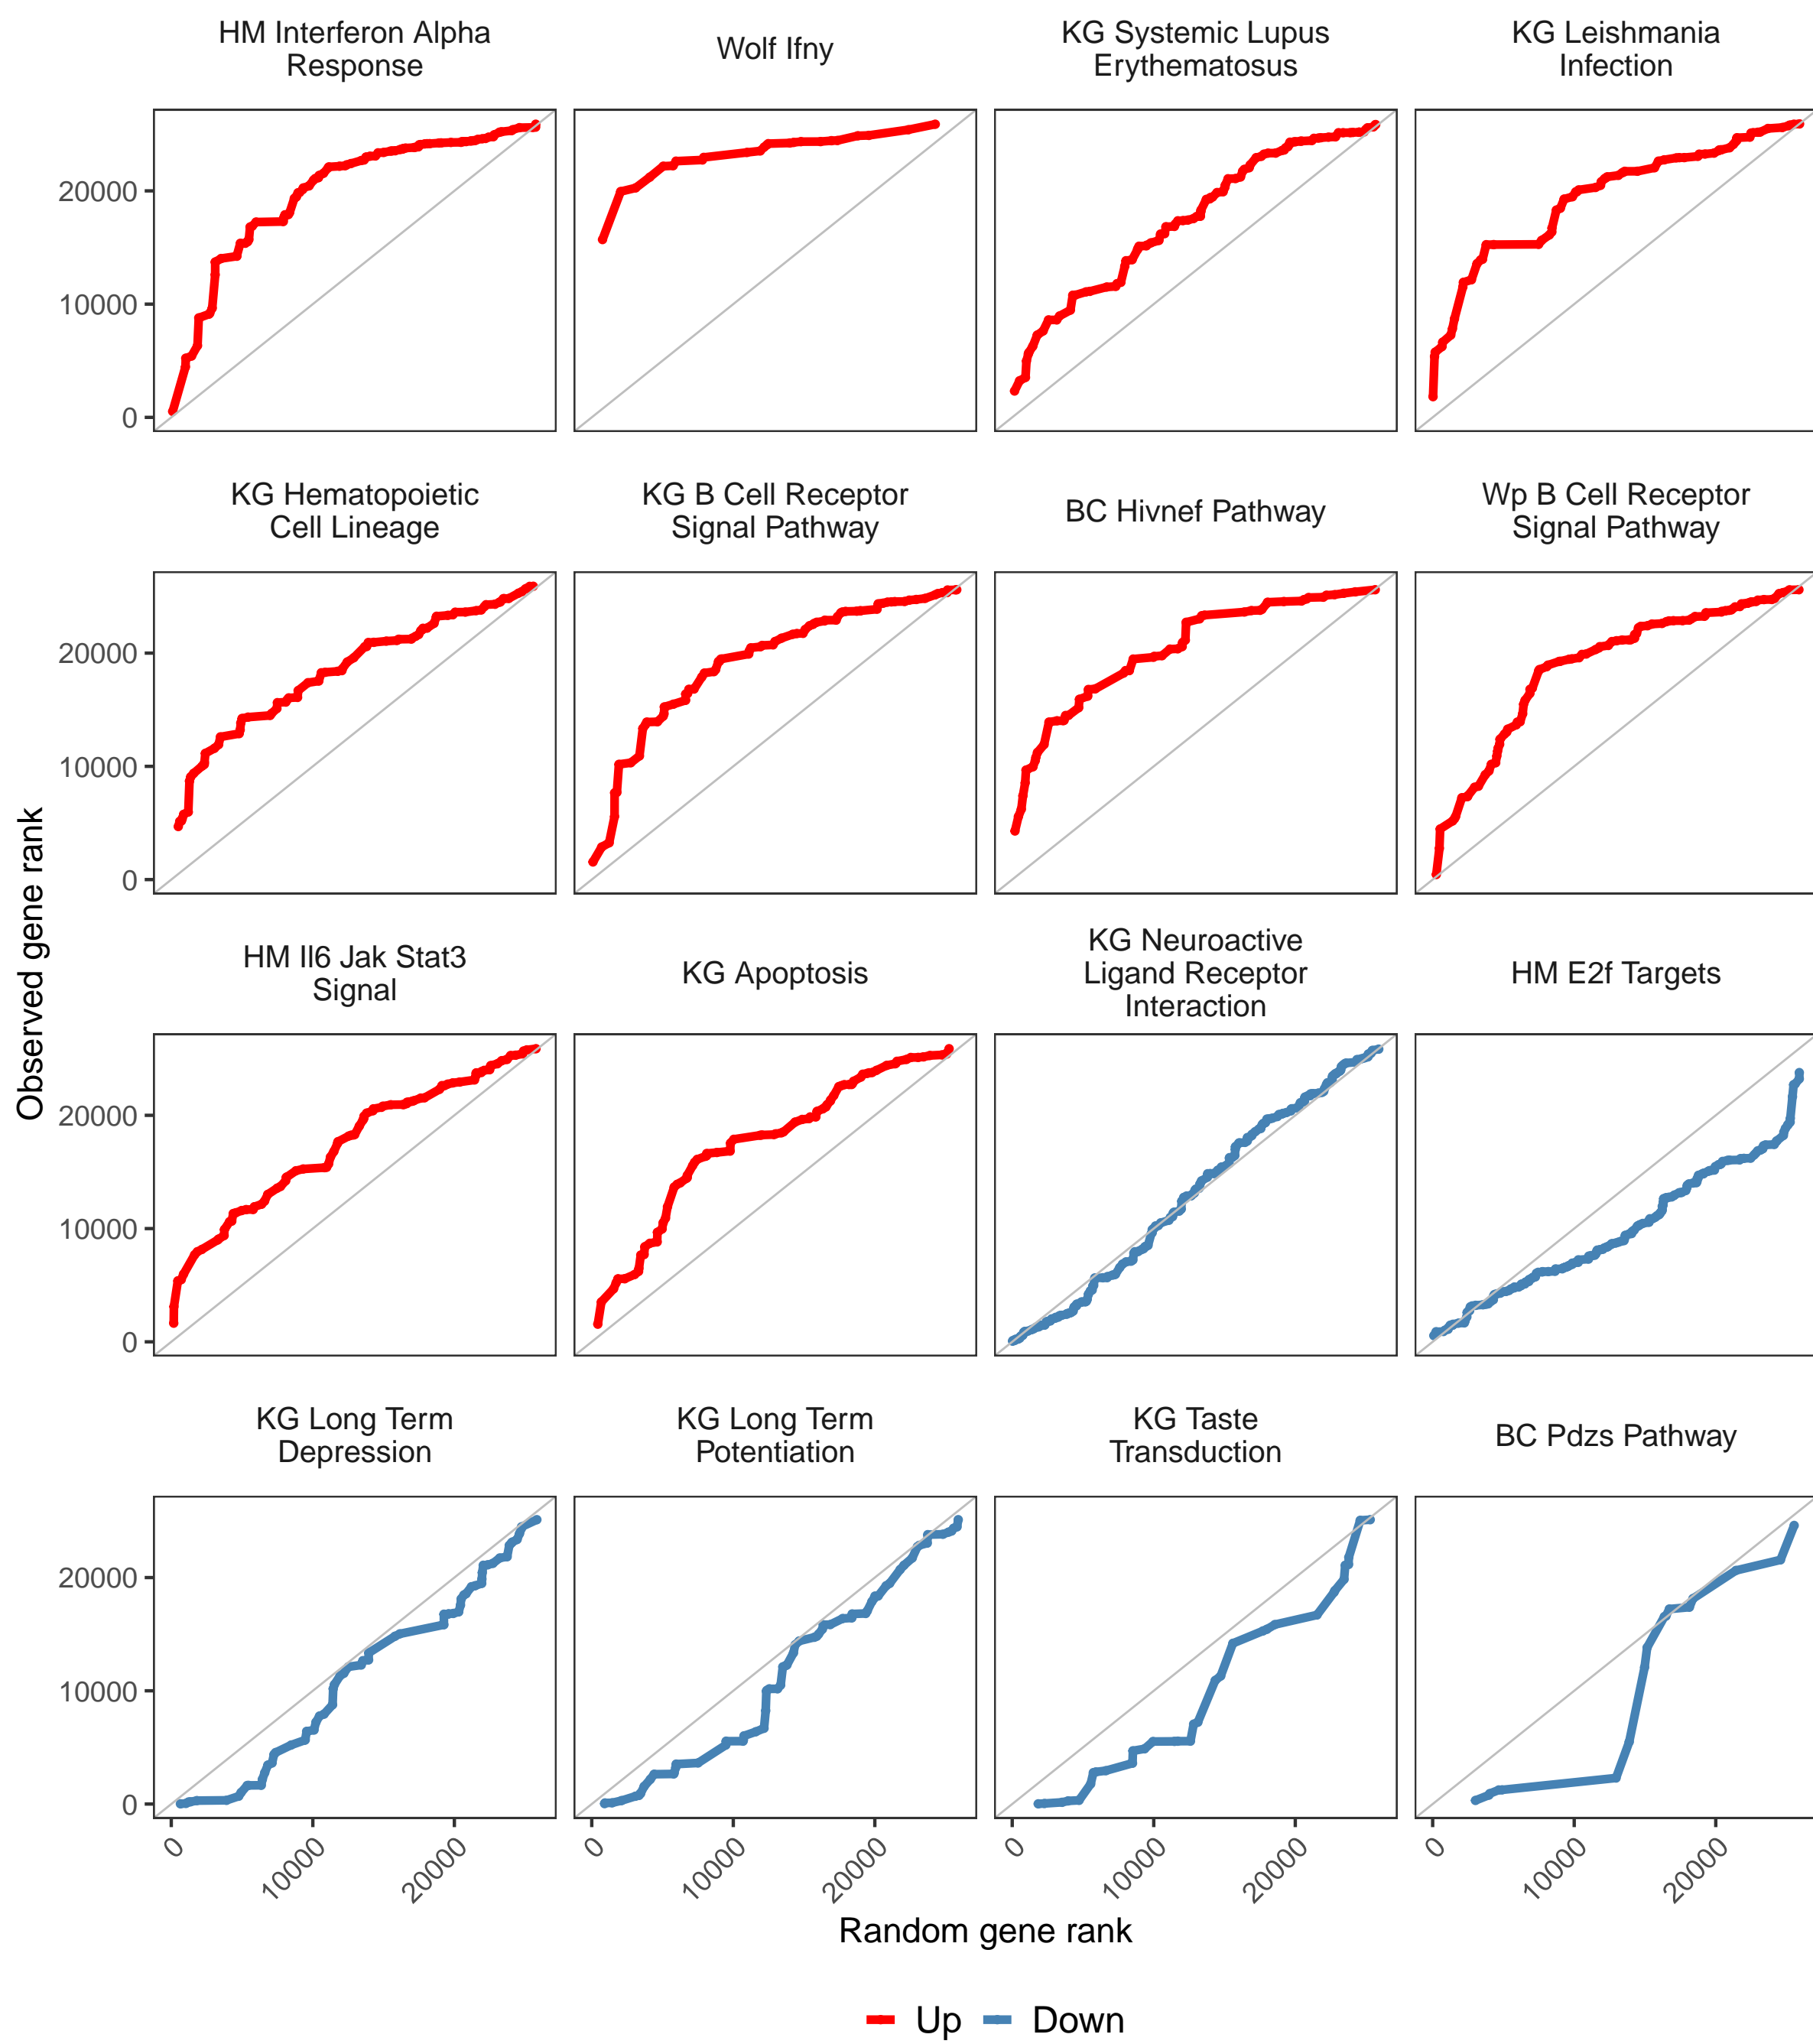 HM Interferon Alpha
Response
Wolf Ifny
KG Systemic Lupus
Erythematosus
KG Leishmania
Infection
20000
10000
0
KG Hematopoietic
Cell Lineage
KG B Cell Receptor
Signal Pathway
BC Hivnef Pathway
Wp B Cell Receptor
Signal Pathway
20000
10000
0
Observed gene rank
HM Il6 Jak Stat3
Signal
KG Apoptosis
KG Neuroactive
Ligand Receptor
Interaction
HM E2f Targets
20000
10000
0
KG Long Term
Depression
KG Long Term
Potentiation
KG Taste
Transduction
BC Pdzs Pathway
20000
10000
0
0 10000 20000
0 10000 20000
0 10000 20000
0 10000 20000
Random gene rank
Up Down